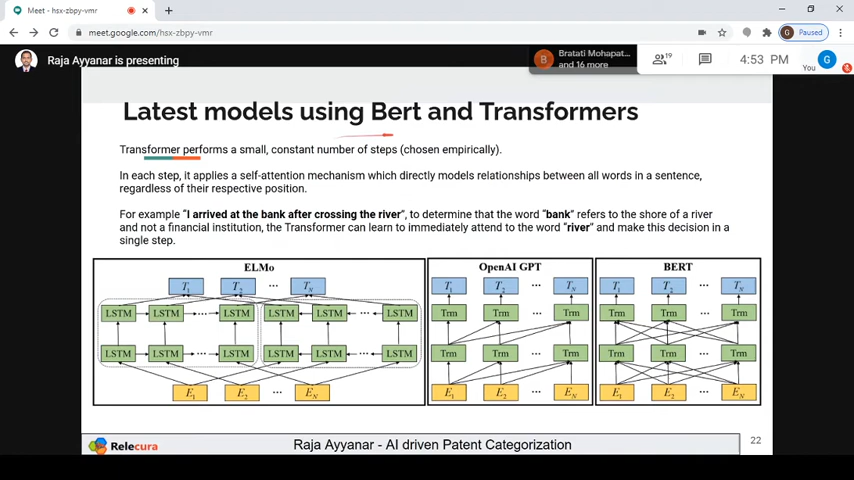 Meet - hsx-zbpy-vmr
meet.google.com/hsx-zbpy-vmr
G Paused
Raja Ayyanar is presenting
B Bratati Mohapat...
and 16 more
19
4:53 PM
G
You
Latest models using Bert and Transformers
Transformer performs a small, constant number of steps (chosen empirically).
In each step, it applies a self-attention mechanism which directly models relationships between all words in a sentence,
regardless of their respective position.
For example “I arrived at the bank after crossing the river”, to determine that the word “bank” refers to the shore of a river
and not a financial institution, the Transformer can learn to immediately attend to the word “river” and make this decision in a
single step.
ELMo OpenAI GPT BERT
T1 T2 ... TN T1 T2 ... TN T1 T2 ... TN
LSTM LSTM ... LSTM LSTM LSTM ... LSTM Trm Trm ... Trm Trm Trm ... Trm
LSTM LSTM ... LSTM LSTM LSTM ... LSTM Trm Trm ... Trm Trm Trm ... Trm
E1 E2 ... EN E1 E2 ... EN E1 E2 ... EN
Relecura
Raja Ayyanar - AI driven Patent Categorization
22